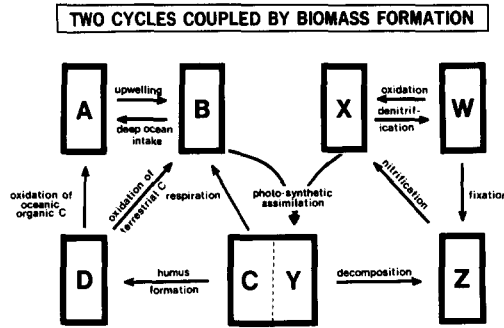 TWO CYCLES COUPLED BY BIOMASS FORMATION
A
upwelling
deep ocean
intake
B
X
oxidation
denitrif-
ication
W
oxidation of
oceanic
organic C
oxidation of
terrestrial C
respiration
photo-synthetic
assimilation
nitrification
fixation
D
humus
formation
C
Y
decomposition
Z